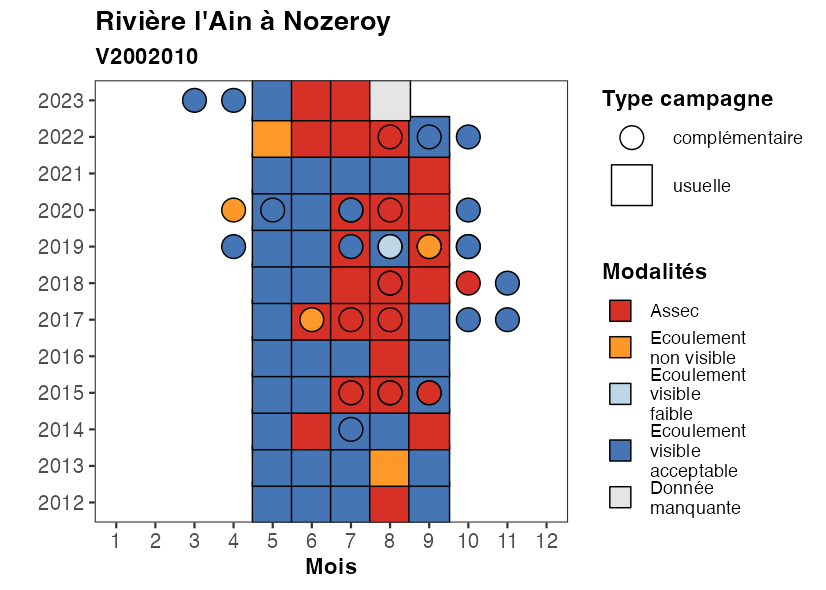 Rivière l'Ain à Nozeroy
V2002010
2023
2022
2021
2020
2019
2018
2017
2016
2015
2014
2013
2012
1 2 3 4 5 6 7 8 9 10 11 12
Mois
Type campagne
complémentaire
usuelle
Modalités
Assec
Ecoulement
non visible
Ecoulement
visible
faible
Ecoulement
visible
acceptable
Donnée
manquante